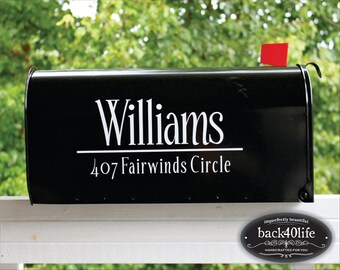 Williams
407 Fairwinds Circle
imperfectly beautiful
back40life
HANDCRAFTED FOR YOU